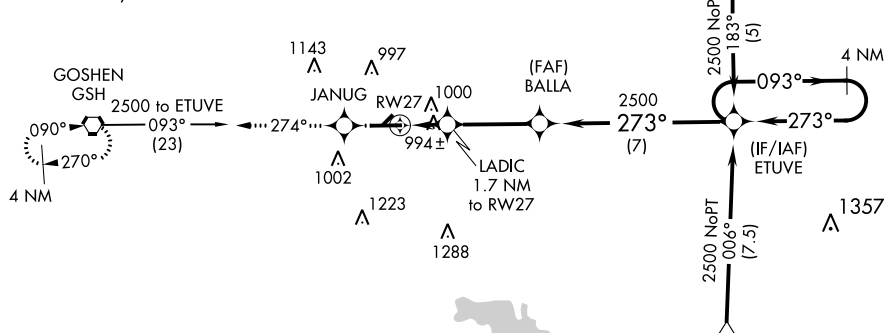 2500 NoPT
183°
(5)
4 NM
093°
273°
(IF/IAF)
ETUVE
1143
997
GOSHEN
GSH
2500 to ETUVE
093°
(23)
090°
270°
4 NM
274°
JANUG
RW27
1000
994±
1002
(FAF)
BALLA
2500
273°
(7)
LADIC
1.7 NM
to RW27
1223
1288
2500 NoPT
006°
(7.5)
1357